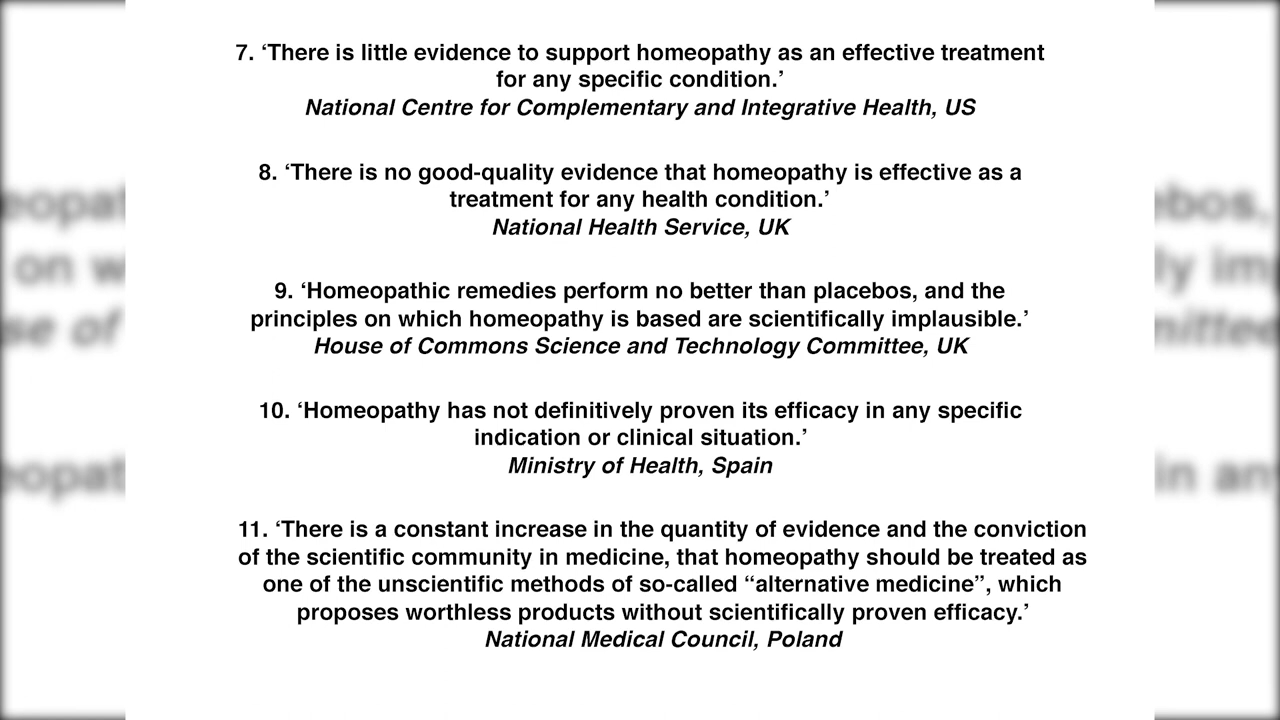 7. ‘There is little evidence to support homeopathy as an effective treatment
for any specific condition.’
National Centre for Complementary and Integrative Health, US
8. ‘There is no good-quality evidence that homeopathy is effective as a
treatment for any health condition.’
National Health Service, UK
9. ‘Homeopathic remedies perform no better than placebos, and the
principles on which homeopathy is based are scientifically implausible.’
House of Commons Science and Technology Committee, UK
10. ‘Homeopathy has not definitively proven its efficacy in any specific
indication or clinical situation.’
Ministry of Health, Spain
11. ‘There is a constant increase in the quantity of evidence and the conviction
of the scientific community in medicine, that homeopathy should be treated as
one of the unscientific methods of so-called “alternative medicine”, which
proposes worthless products without scientifically proven efficacy.’
National Medical Council, Poland